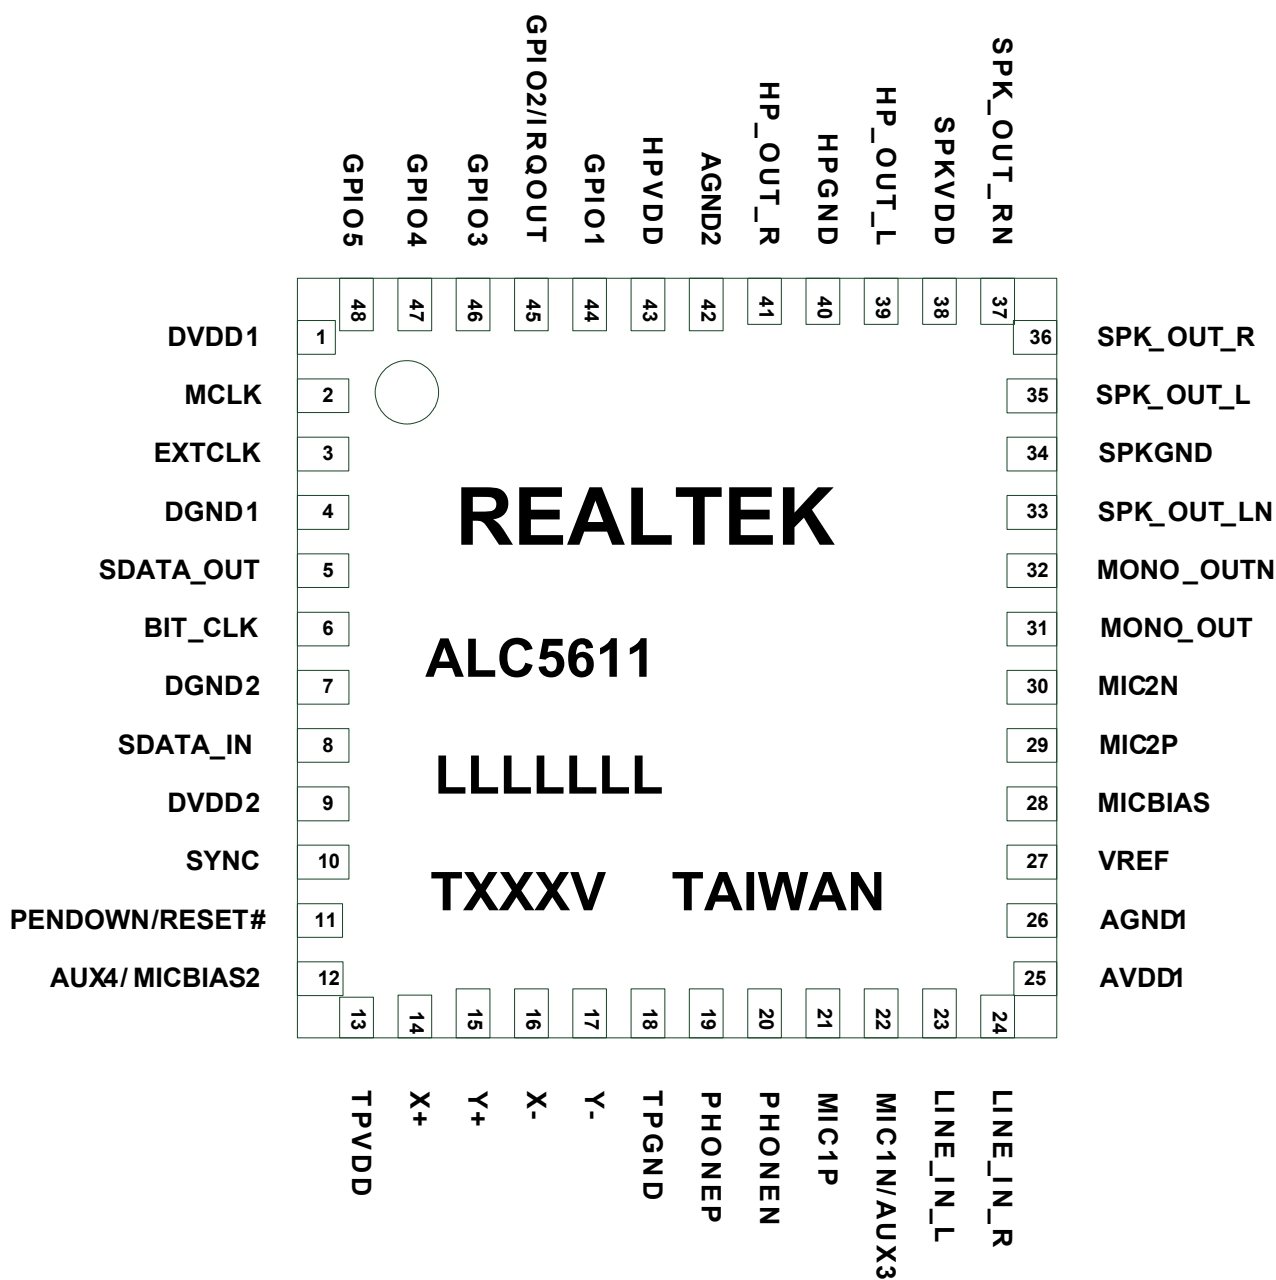 GPIO5
GPIO4
GPIO3
GPIO2/IRQOUT
GPIO1
HPVDD
AGND2
HP_OUT_R
HPGND
HP_OUT_L
SPKVDD
SPK_OUT_RN
48
47
46
45
44
43
42
41
40
39
38
37
DVDD1 1
MCLK 2
EXTCLK 3
DGND1 4
SDATA_OUT 5
BIT_CLK 6
DGND2 7
SDATA_IN 8
DVDD2 9
SYNC 10
PENDOWN/RESET# 11
AUX4/MICBIAS2 12
REALTEK
ALC5611
LLLLLLL
TXXXV TAIWAN
36 SPK_OUT_R
35 SPK_OUT_L
34 SPKGND
33 SPK_OUT_LN
32 MONO_OUTN
31 MONO_OUT
30 MIC2N
29 MIC2P
28 MICBIAS
27 VREF
26 AGND1
25 AVDD1
13
14
15
16
17
18
19
20
21
22
23
24
TPVDD
X+
Y+
X-
Y-
TPGND
PHONEP
PHONEN
MIC1P
MIC1N/AUX3
LINE_IN_L
LINE_IN_R